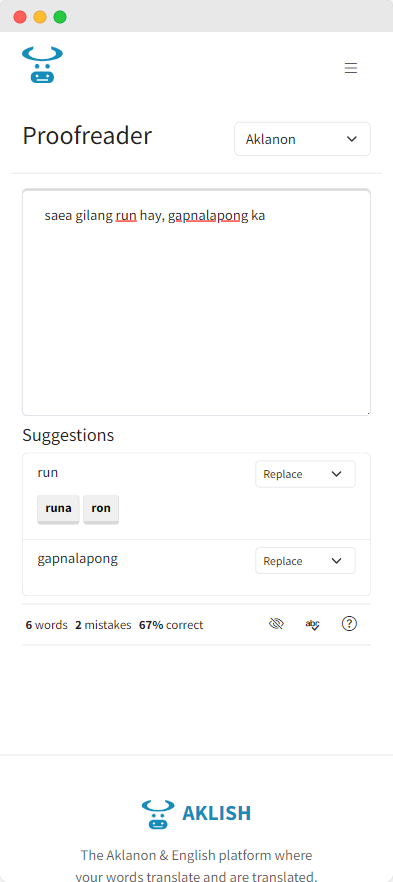 Proofreader
Aklanon
saea gilang run hay, gapnalapong ka
Suggestions
run
Replace
runa
ron
gapnalapong
Replace
6 words 2 mistakes 67% correct
abc
?
AKLISH
The Aklanon & English platform where
your words translate and are translated.